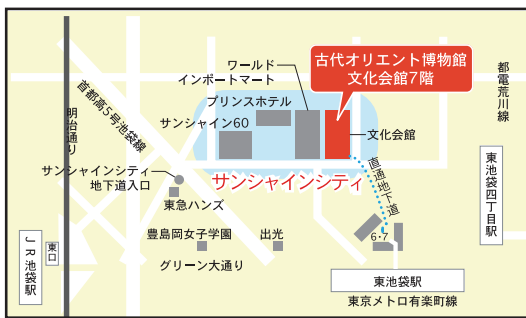 古代オリエント博物館
文化会館7階
ワールド
インポートマート
プリンスホテル
サンシャイン60
文化会館
サンシャインシティ
首都高5号池袋線
明治通り
都電荒川線
東池袋四丁目駅
サンシャインシティ
地下道入口
東急ハンズ
直通地下道
6・7
豊島岡女子学園
出光
グリーン大通り
東口
JR池袋駅
東池袋駅
東京メトロ有楽町線